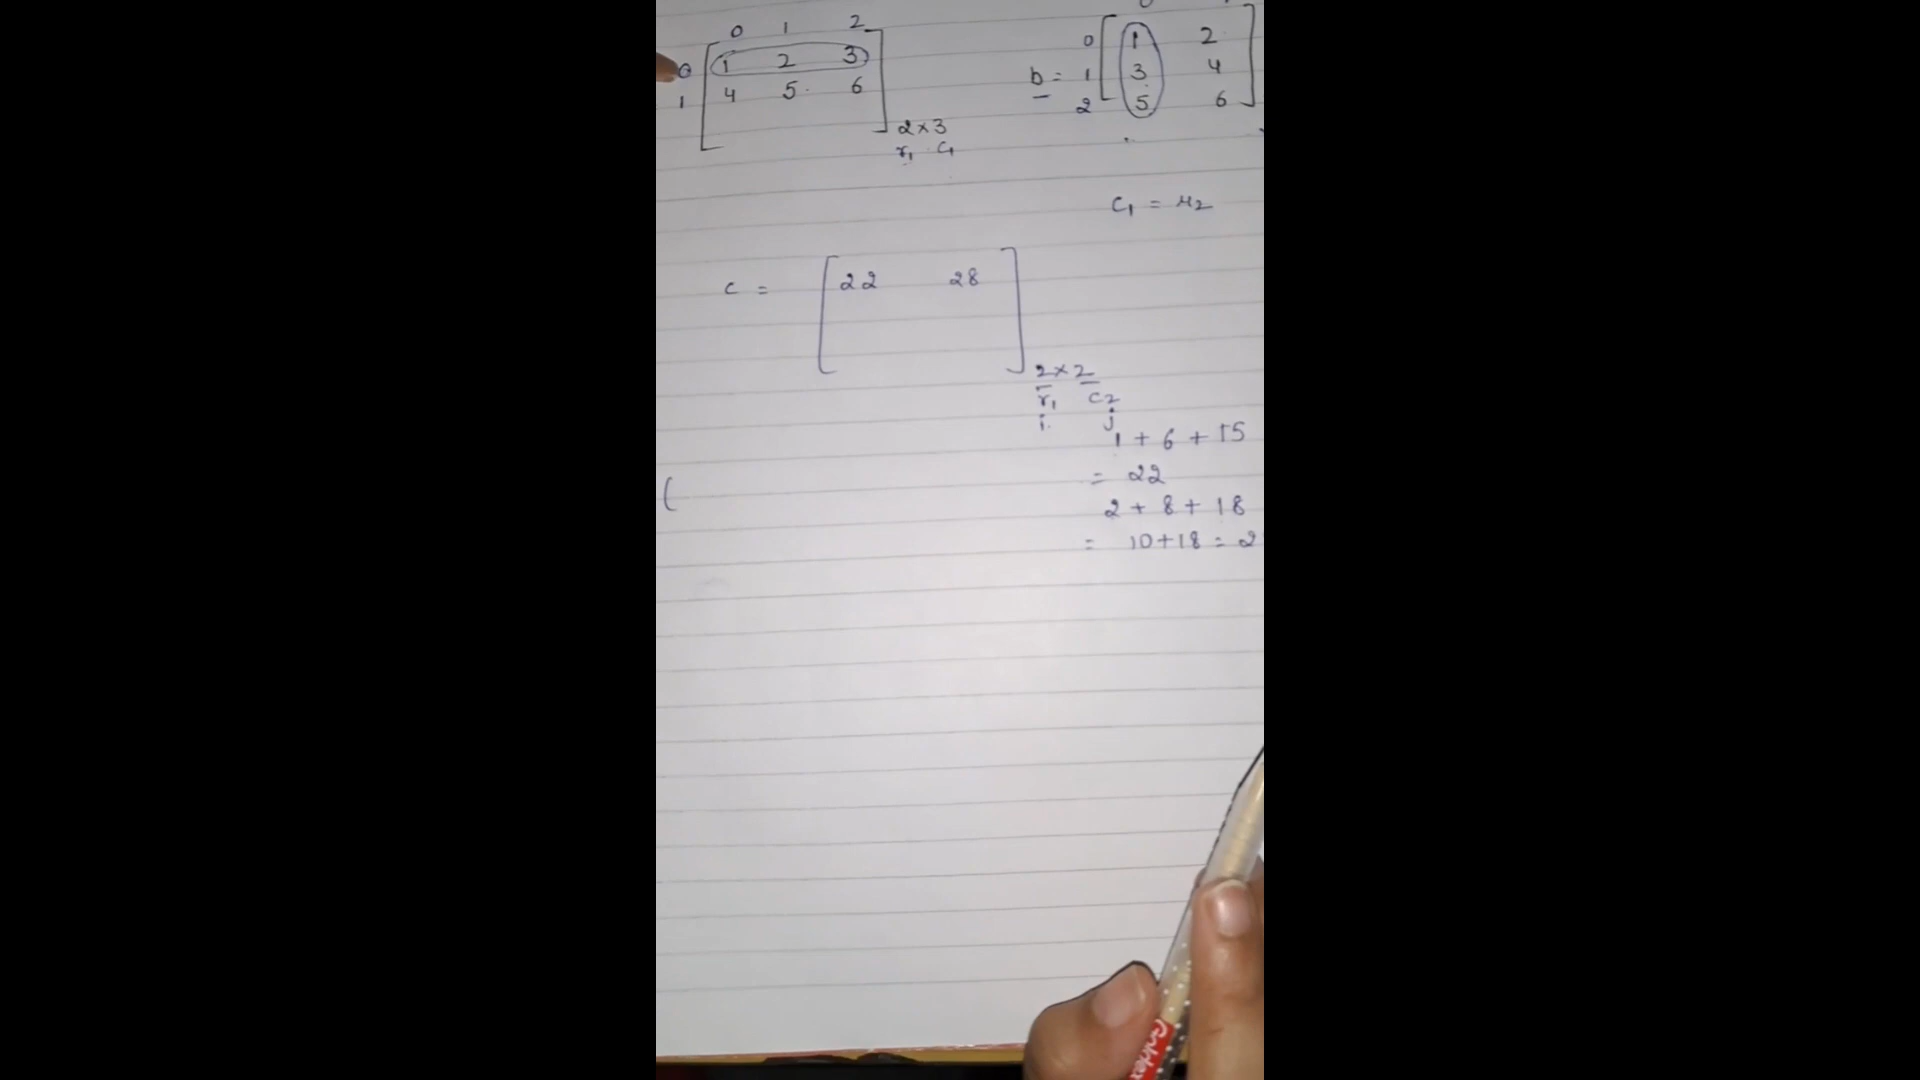 0 1 2
0 1 2 3
1 4 5 6
2 × 3
r1 c1
0 1 2
b = 1 3 4
2 5 6
c1 = r2
c = 22 28
2 × 2
r1 c2
i j
1 + 6 + 15
= 22
(
2 + 8 + 18
= 10 + 18 = 2
Goldex